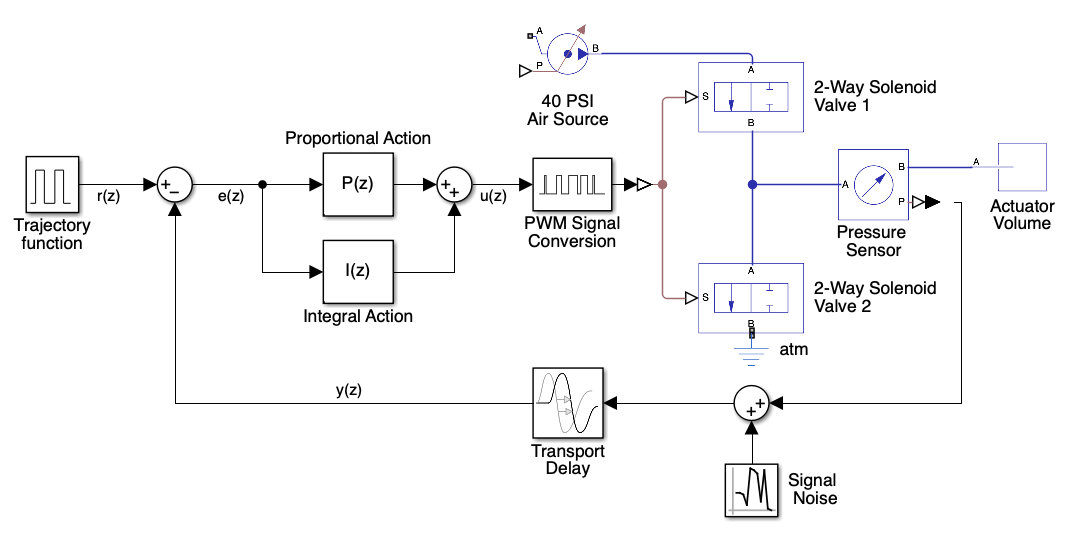 A
B
P
40 PSI
Air Source
A
S
B
2-Way Solenoid
Valve 1
Proportional Action
P(z)
r(z)
e(z)
u(z)
Trajectory
function
I(z)
Integral Action
PWM Signal
Conversion
A
B
P
A
Pressure
Sensor
Actuator
Volume
A
S
B
2-Way Solenoid
Valve 2
atm
y(z)
Transport
Delay
Signal
Noise